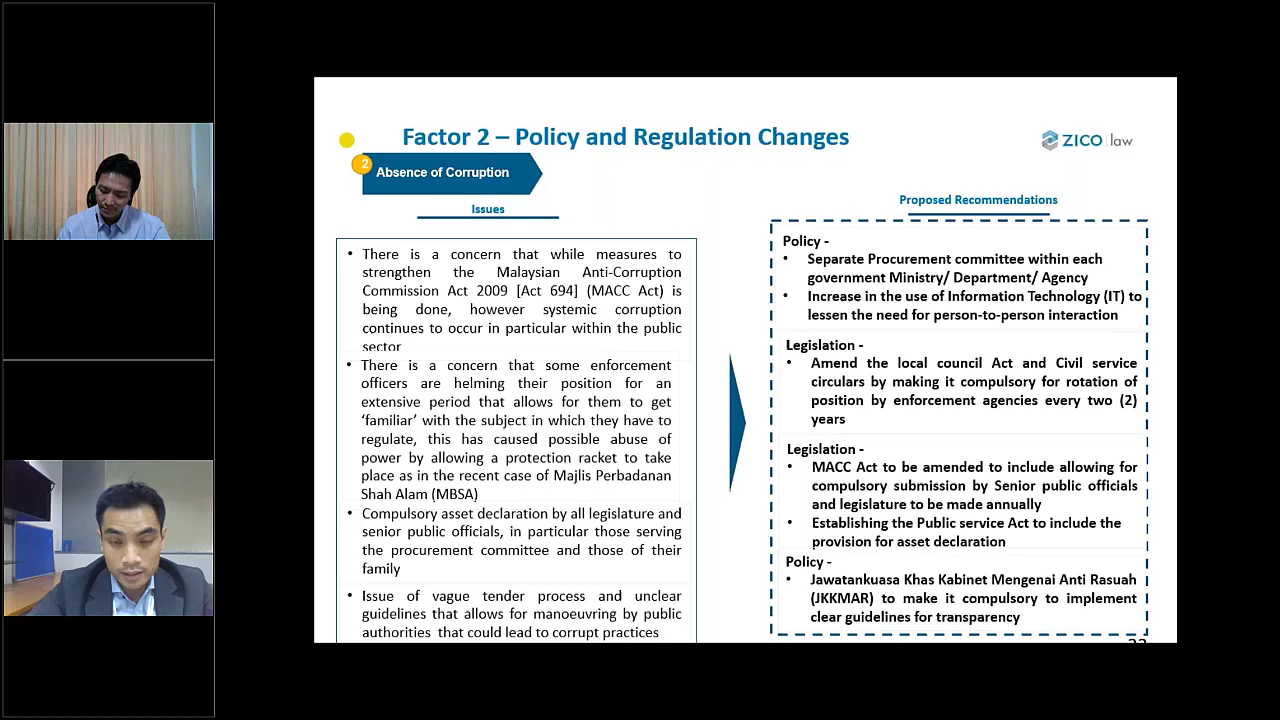 Factor 2 – Policy and Regulation Changes
ZICO law
2
Absence of Corruption
Issues
• There is a concern that while measures to
strengthen the Malaysian Anti-Corruption
Commission Act 2009 [Act 694] (MACC Act) is
being done, however systemic corruption
continues to occur in particular within the public
sector
• There is a concern that some enforcement
officers are helming their position for an
extensive period that allows for them to get
‘familiar’ with the subject in which they have to
regulate, this has caused possible abuse of
power by allowing a protection racket to take
place as in the recent case of Majlis Perbadanan
Shah Alam (MBSA)
• Compulsory asset declaration by all legislature and
senior public officials, in particular those serving
the procurement committee and those of their
family
• Issue of vague tender process and unclear
guidelines that allows for manoeuvring by public
authorities that could lead to corrupt practices
Proposed Recommendations
Policy -
• Separate Procurement committee within each
government Ministry/ Department/ Agency
• Increase in the use of Information Technology (IT) to
lessen the need for person-to-person interaction
Legislation -
• Amend the local council Act and Civil service
circulars by making it compulsory for rotation of
position by enforcement agencies every two (2)
years
Legislation -
• MACC Act to be amended to include allowing for
compulsory submission by Senior public officials
and legislature to be made annually
• Establishing the Public service Act to include the
provision for asset declaration
Policy -
• Jawatankuasa Khas Kabinet Mengenai Anti Rasuah
(JKKMAR) to make it compulsory to implement
clear guidelines for transparency